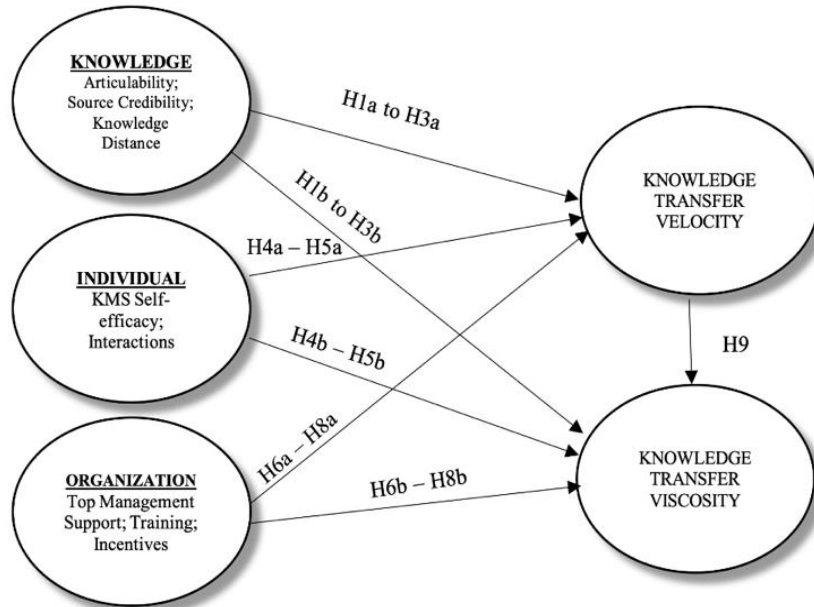 KNOWLEDGE
Articulability;
Source Credibility;
Knowledge
Distance
H1a to H3a
KNOWLEDGE
TRANSFER
VELOCITY
H1b to H3b
H4a – H5a
INDIVIDUAL
KMS Self-
efficacy;
Interactions
H4b – H5b
H9
H6a – H8a
KNOWLEDGE
TRANSFER
VISCOSITY
ORGANIZATION
Top Management
Support; Training;
Incentives
H6b – H8b